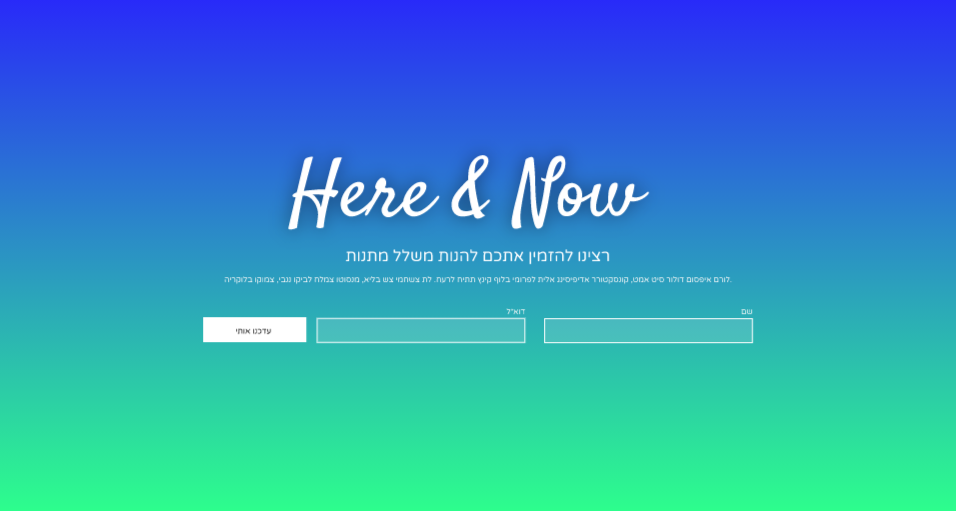 Here & Now
רצינו להזמין אתכם להנות משלל מתנות
לורם איפסום דולור סיט אמט, קונסקטורר אדיפיסינג אלית לפרומי בלוף קינץ תתיח לרעח. לת צשחמי צש בליא, מנסוטו צמלח לביקו ננבי, צמוקו בלוקריה.
שם
דוא״ל
עדכנו אותי